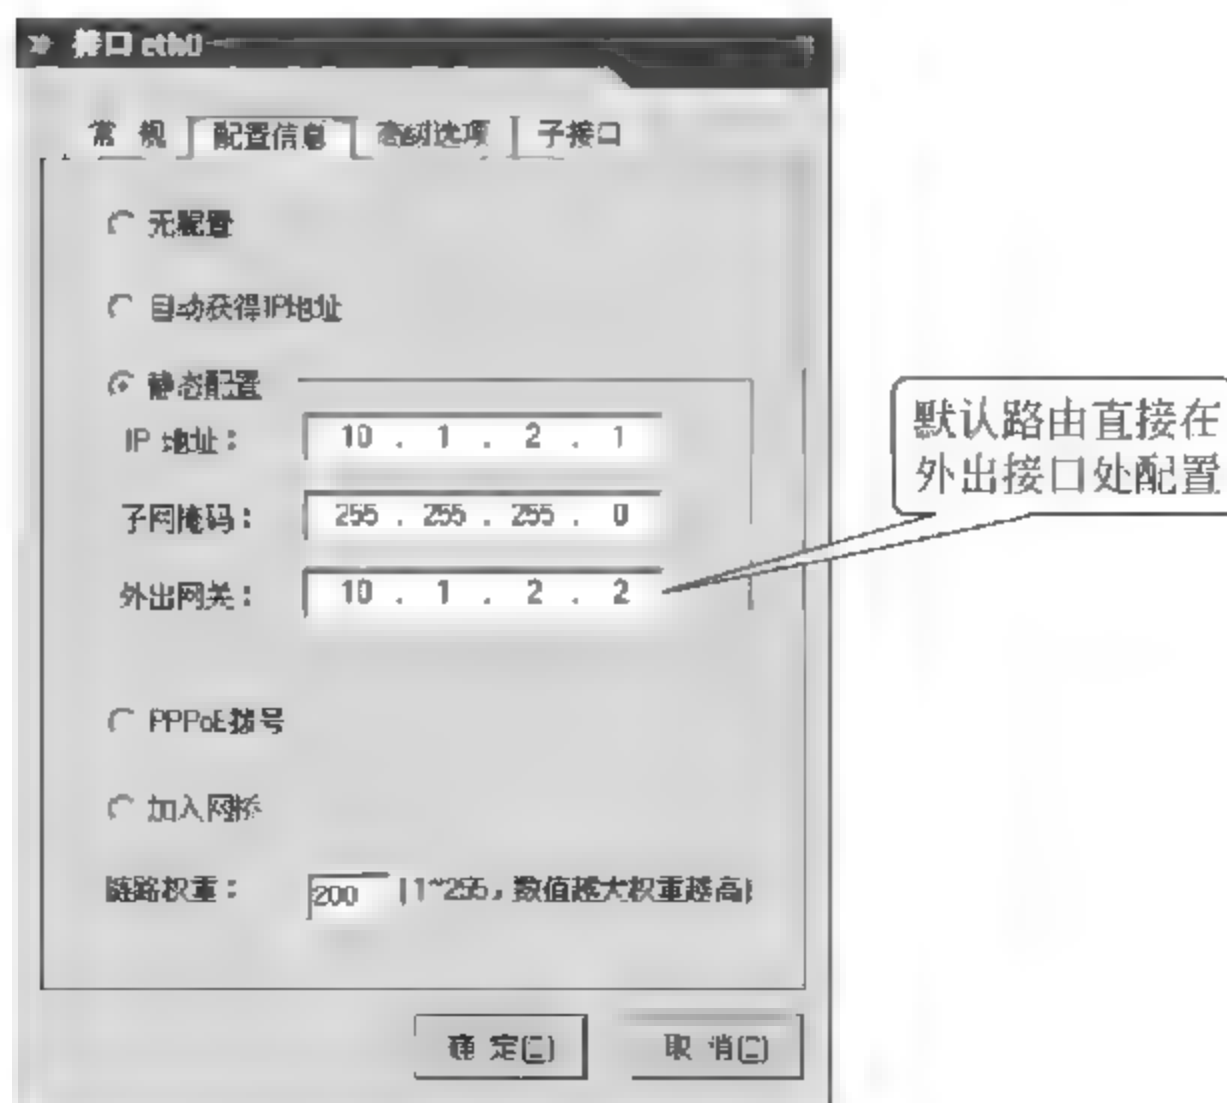 接口 eth0
常 规 配置信息 高级选项 子接口
无配置
自动获得IP地址
静态配置
IP 地址： 10 . 1 . 2 . 1
子网掩码： 255 . 255 . 255 . 0
外出网关： 10 . 1 . 2 . 2
默认路由直接在
外出接口处配置
PPPoE拨号
加入网桥
链路权重： 200 (1~255，数值越大权重越高)
确 定 取 消